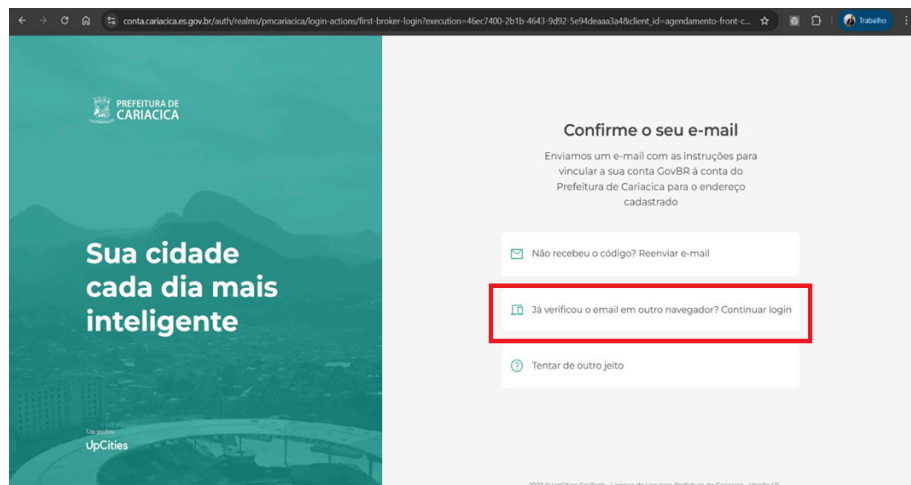 conta.cariacica.es.gov.br/auth/realms/pmcariacica/login-actions/first-broker-login?execution=46ec7400-2b1b-4643-9d92-5e94deaaa3a4&client_id=agendamento-front-c...
Trabalho
PREFEITURA DE
CARIACICA
Sua cidade
cada dia mais
inteligente
Um produto
UpCities
Confirme o seu e-mail
Enviamos um e-mail com as instruções para
vincular a sua conta GovBR á conta do
Prefeitura de Cariacica para o endereço
cadastrado
Não recebeu o código? Reenviar e-mail
Já verificou o email em outro navegador? Continuar login
Tentar de outro jeito